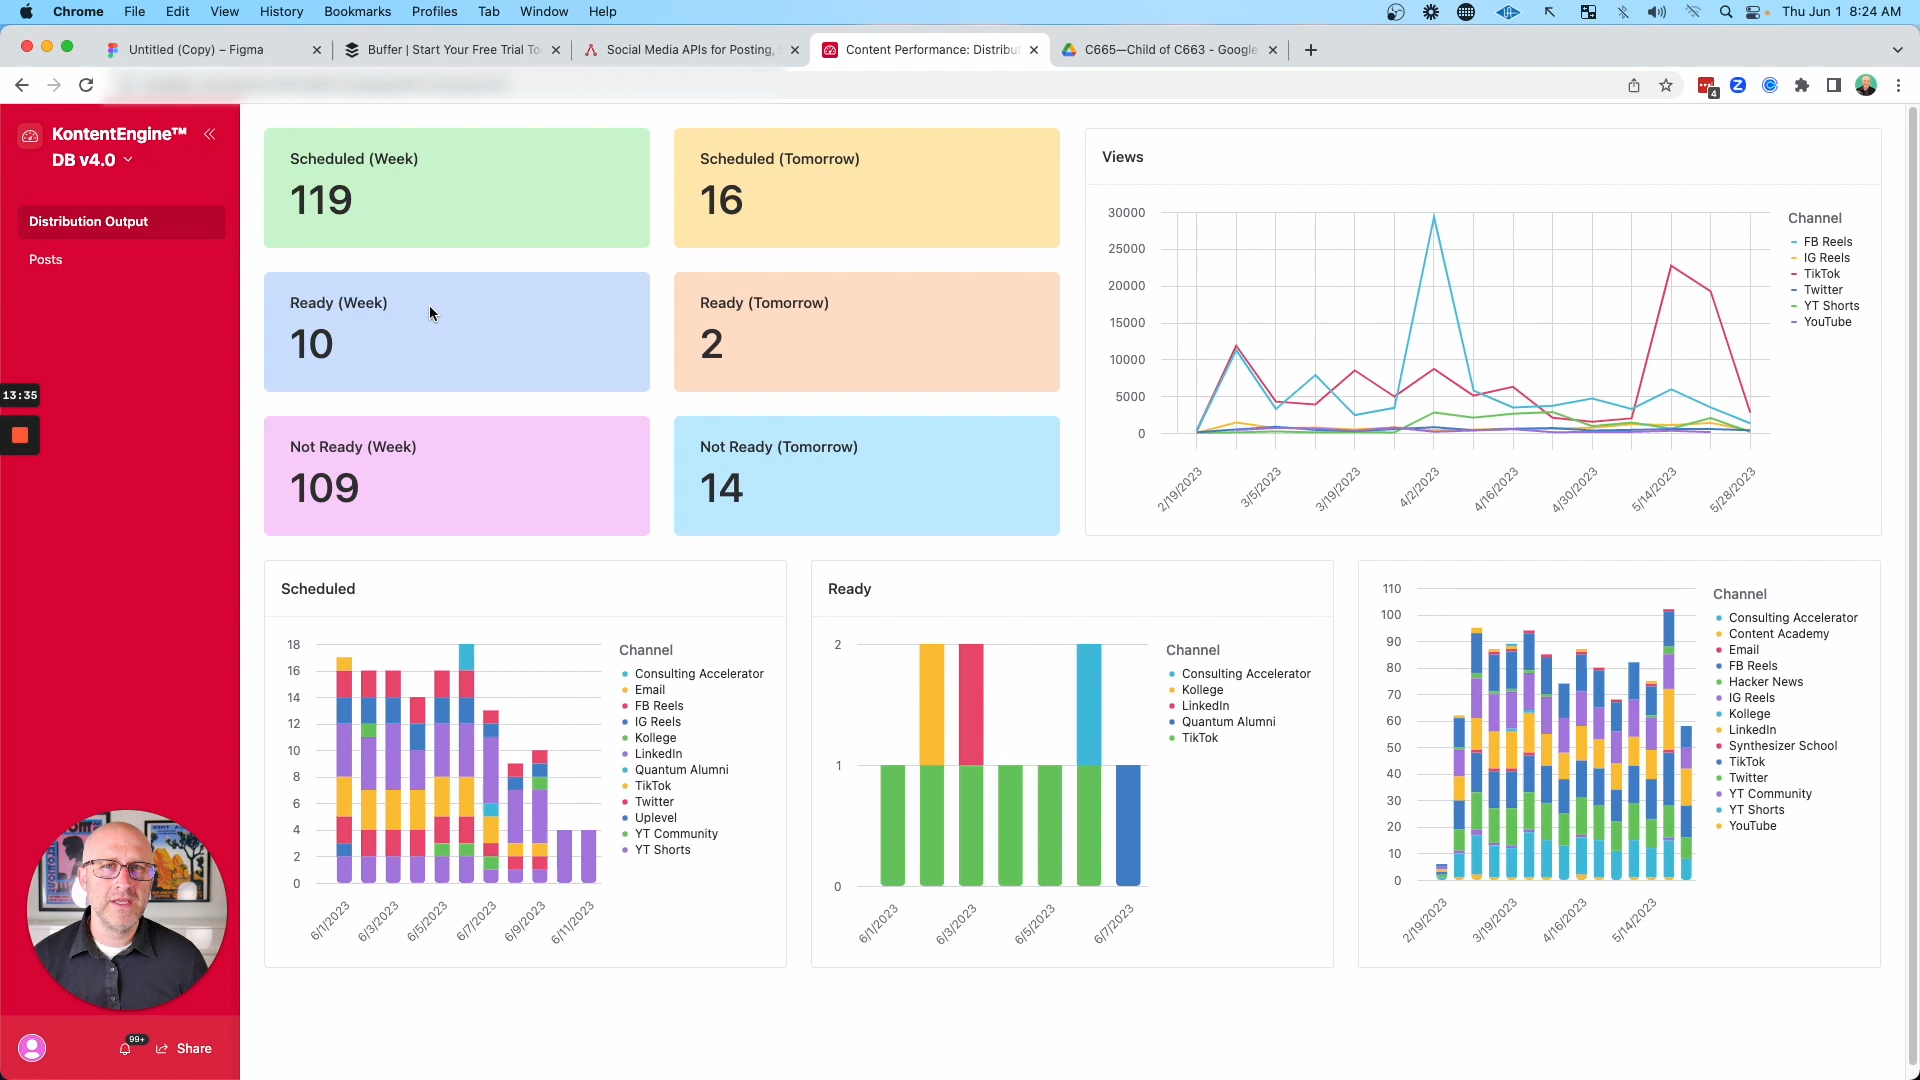 Chrome File Edit View History Bookmarks Profiles Tab Window Help
Thu Jun 1 8:24 AM
Untitled (Copy) – Figma
Buffer | Start Your Free Trial To
Social Media APIs for Posting,
Content Performance: Distribut
C665—Child of C663 - Google
4
KontentEngine™
DB v4.0
Distribution Output
Posts
13:35
99+
Share
Scheduled (Week)
119
Scheduled (Tomorrow)
16
Ready (Week)
10
Ready (Tomorrow)
2
Not Ready (Week)
109
Not Ready (Tomorrow)
14
Views
30000
25000
20000
15000
10000
5000
0
2/19/2023
3/5/2023
3/19/2023
4/2/2023
4/16/2023
4/30/2023
5/14/2023
5/28/2023
Channel
FB Reels
IG Reels
TikTok
Twitter
YT Shorts
YouTube
Scheduled
18
16
14
12
10
8
6
4
2
0
6/1/2023
6/3/2023
6/5/2023
6/7/2023
6/9/2023
6/11/2023
Channel
Consulting Accelerator
Email
FB Reels
IG Reels
Kollege
LinkedIn
Quantum Alumni
TikTok
Twitter
Uplevel
YT Community
YT Shorts
Ready
2
1
0
6/1/2023
6/3/2023
6/5/2023
6/7/2023
Channel
Consulting Accelerator
Kollege
LinkedIn
Quantum Alumni
TikTok
110
100
90
80
70
60
50
40
30
20
10
0
2/19/2023
3/19/2023
4/16/2023
5/14/2023
Channel
Consulting Accelerator
Content Academy
Email
FB Reels
Hacker News
IG Reels
Kollege
LinkedIn
Synthesizer School
TikTok
Twitter
YT Community
YT Shorts
YouTube